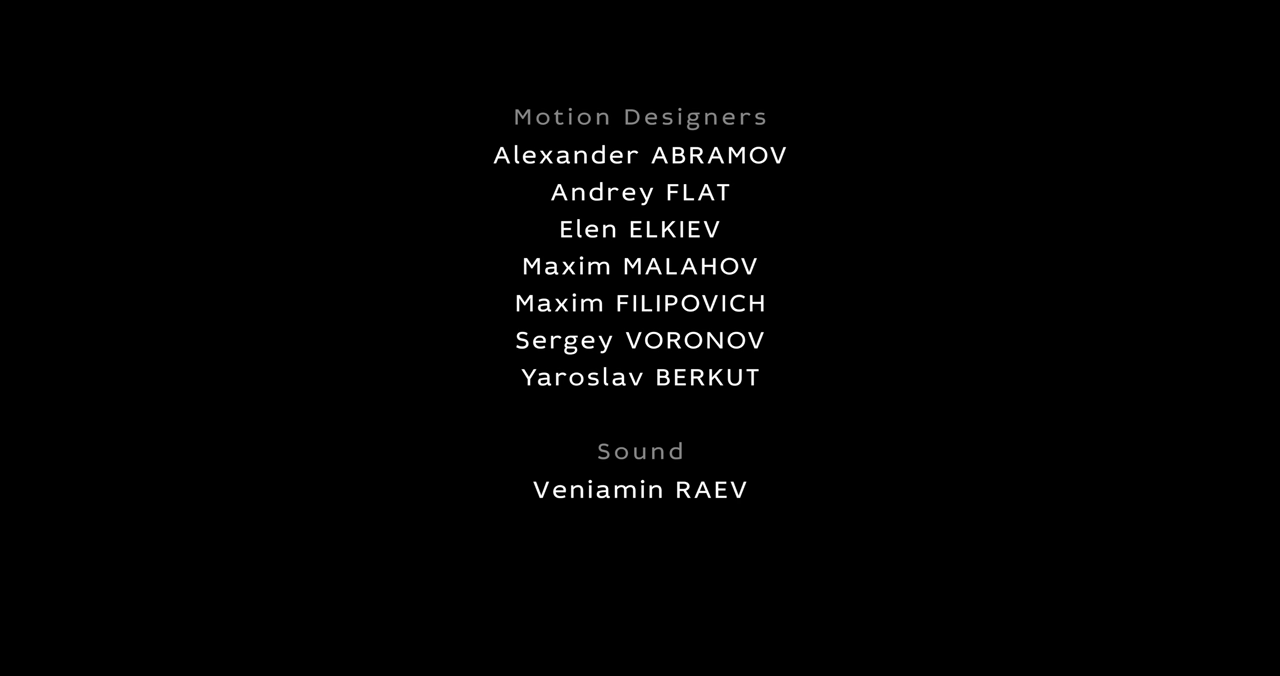 Motion Designers
Alexander ABRAMOV
Andrey FLAT
Elen ELKIEV
Maxim MALAHOV
Maxim FILIPOVICH
Sergey VORONOV
Yaroslav BERKUT
Sound
Veniamin RAEV